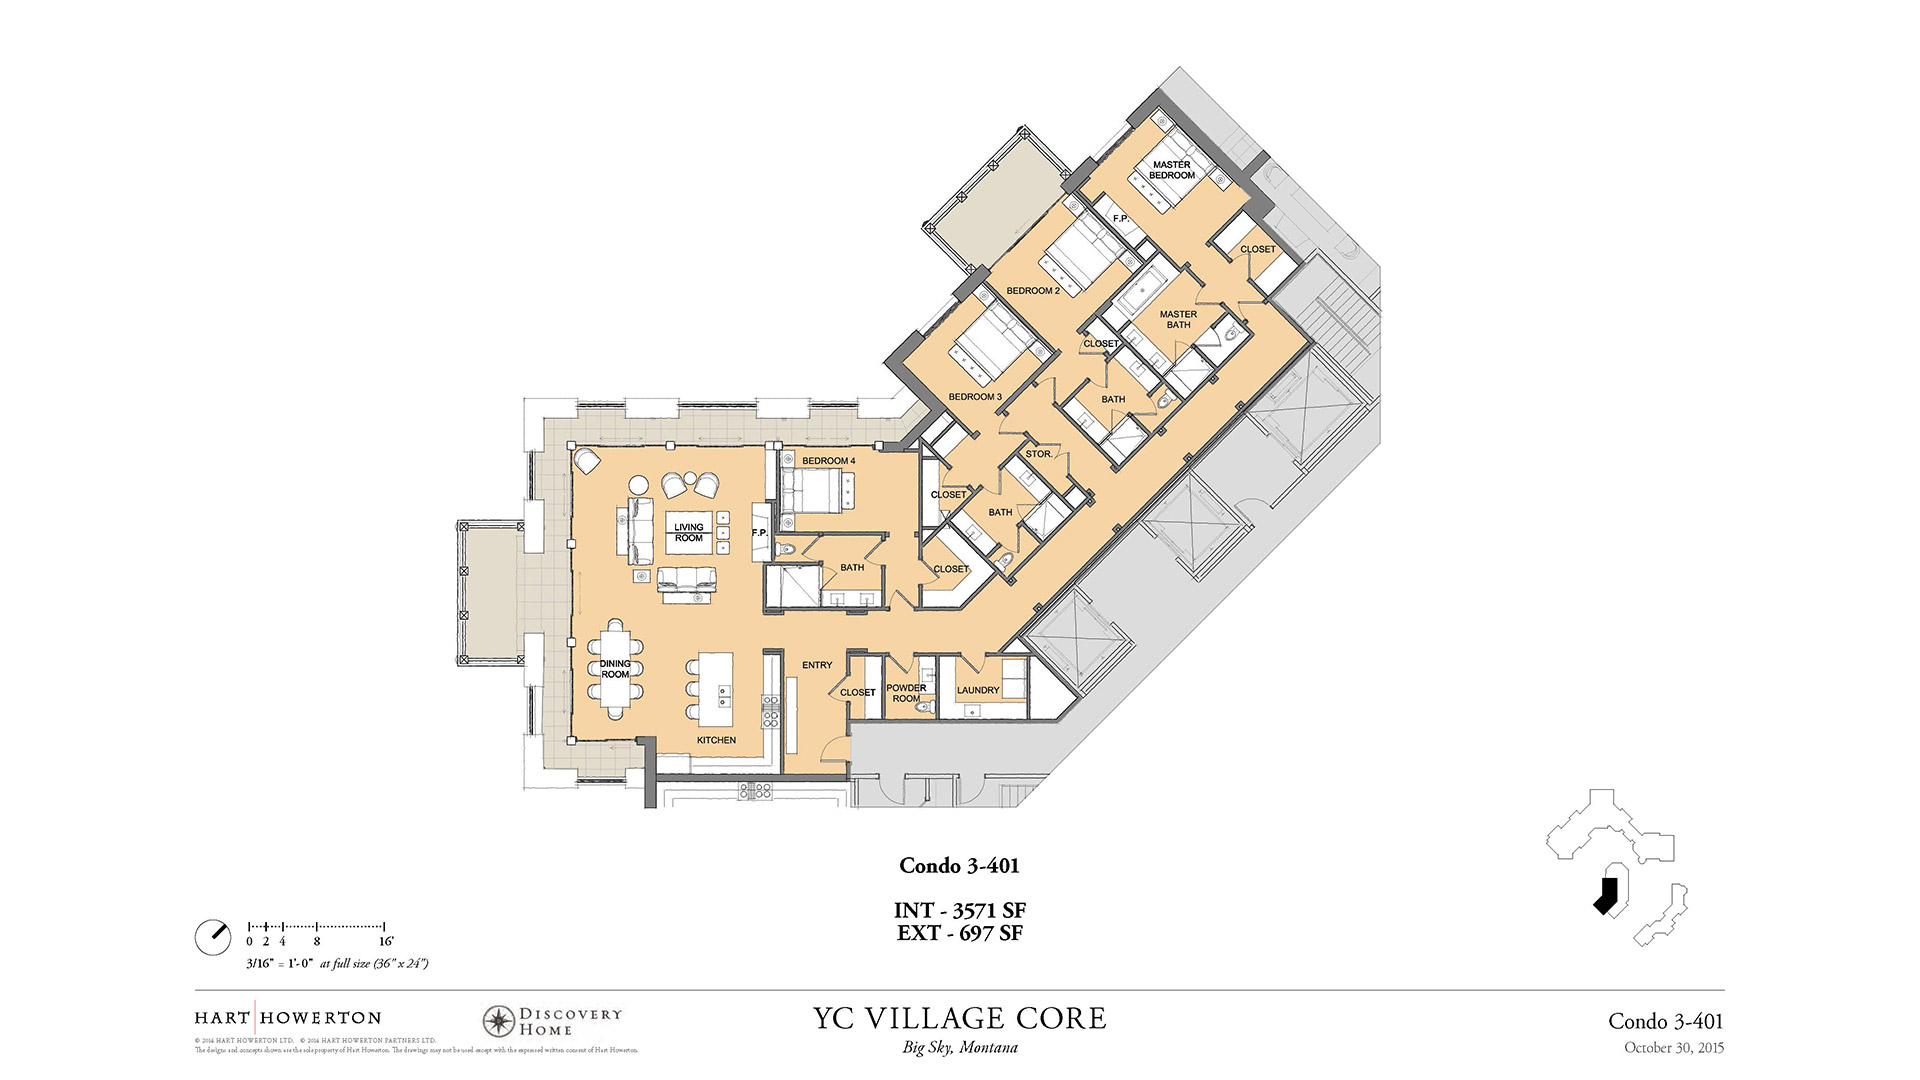 MASTER
BEDROOM
F.P.
CLOSET
BEDROOM 2
MASTER
BATH
CLOSET
BEDROOM 3
BATH
STOR.
BEDROOM 4
CLOSET
BATH
LIVING
ROOM
F.P.
BATH
CLOSET
DINING
ROOM
ENTRY
CLOSET
POWDER
ROOM
LAUNDRY
KITCHEN
Condo 3-401
INT - 3571 SF
EXT - 697 SF
0 2 4 8 16'
3/16" = 1'-0" at full size (36" x 24")
HART HOWERTON
© 2014 HART HOWERTON LTD. © 2014 HART HOWERTON PARTNERS LTD.
The designs and concepts shown are the sole property of Hart Howerton. The drawings may not be used except with the expressed written consent of Hart Howerton.
DISCOVERY
HOME
YC VILLAGE CORE
Big Sky, Montana
Condo 3-401
October 30, 2015